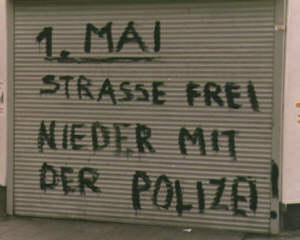 1. MAI
STRASSE FREI
NIEDER MIT
DER POLIZEI!